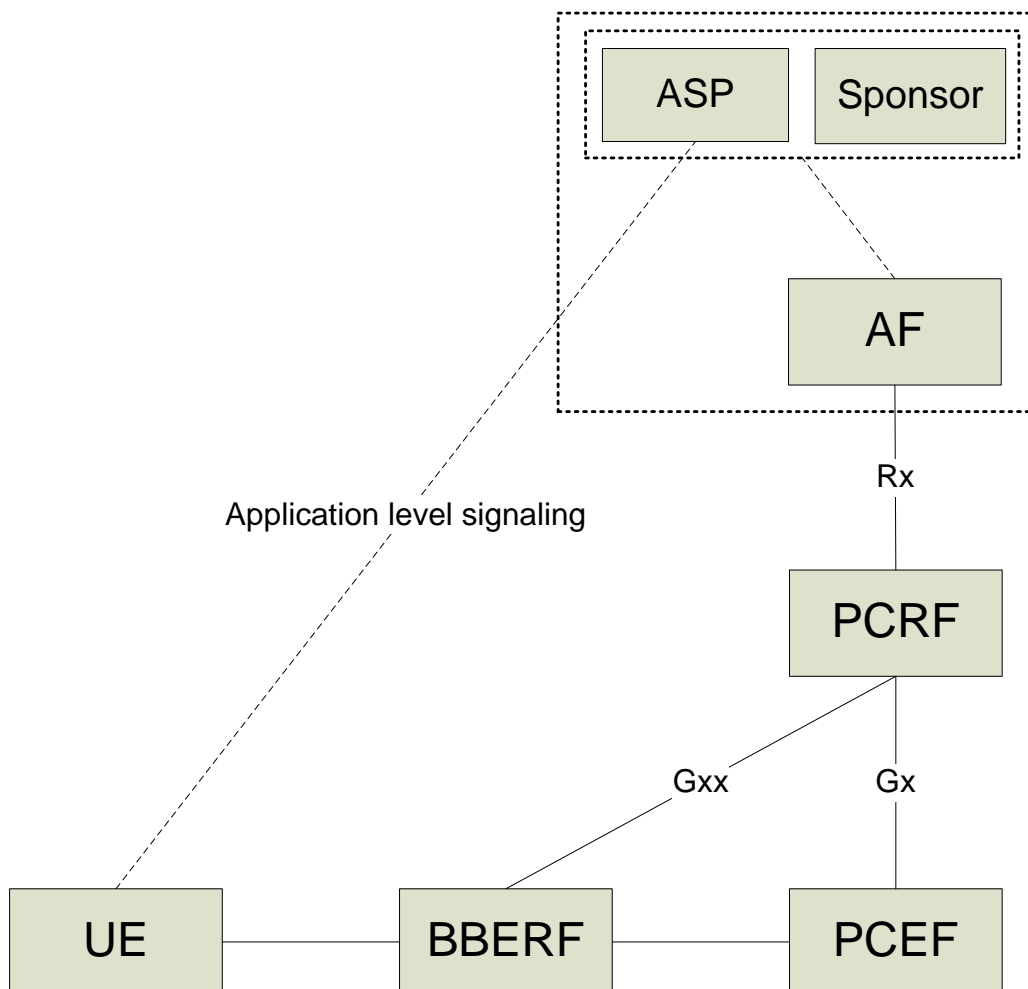 ASP
Sponsor
AF
Rx
Application level signaling
PCRF
Gxx
Gx
UE
BBERF
PCEF